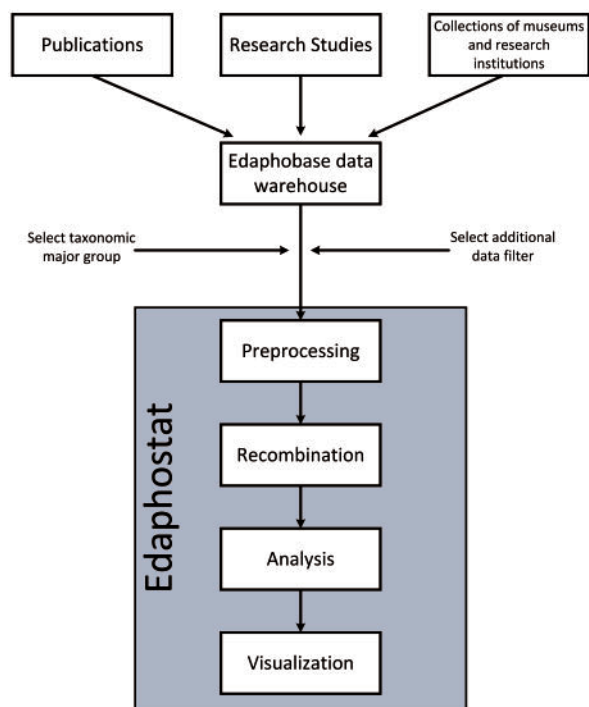 Publications
Research Studies
Collections of museums
and research
institutions
Edaphobase data
warehouse
Select taxonomic
major group
Select additional
data filter
Edaphostat
Preprocessing
Recombination
Analysis
Visualization